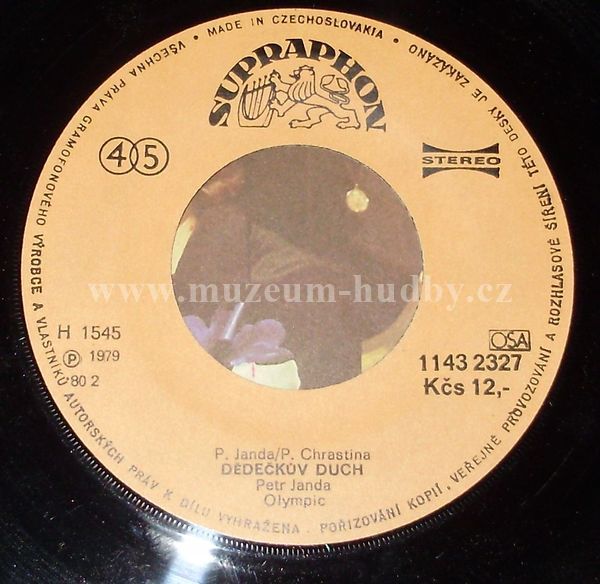 VŠECHNA PRÁVA GRAMOFONOVÉHO VÝROBCE A VLASTNÍKŮ AUTORSKÝCH PRÁV K DÍLU VYHRAŽENA. POŘIZOVÁNÍ KOPIÍ, VEŘEJNÉ PROVOZOVÁNÍ A ROZHLASOVÉ ŠÍŘENÍ TÉTO DESKY JE ZAKÁZÁNO • MADE IN CZECHOSLOVAKIA •
SUPRAPHON
45
STEREO
www.muzeum-hudby.cz
H 1545
Ⓟ 1979
80 2
OSA
1143 2327
Kčs 12,-
P. Janda/P. Chrastina
DĚDEČKŮV DUCH
Petr Janda
Olympic